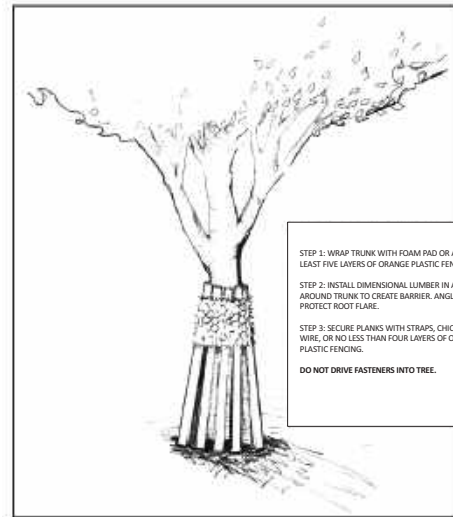 STEP 1: WRAP TRUNK WITH FOAM PAD OR
LEAST FIVE LAYERS OF ORANGE PLASTIC
STEP 2: INSTALL DIMENSIONAL LUMBER IN
AROUND TRUNK TO CREATE BARRIER.
PROTECT ROOT FLARE.
STEP 3: SECURE PLANKS WITH STRAPS,
WIRE, OR NO LESS THAN FOUR LAYERS OF
PLASTIC FENCING.
DO NOT DRIVE FASTENERS INTO TREE.